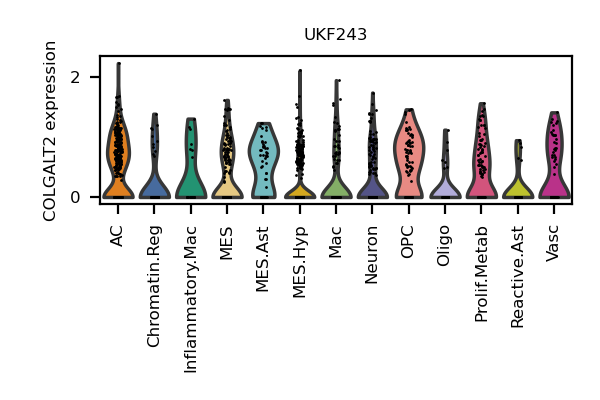 UKF243
COLGALT2 expression
2
0
AC
Chromatin.Reg
Inflammatory.Mac
MES
MES.Ast
MES.Hyp
Mac
Neuron
OPC
Oligo
Prolif.Metab
Reactive.Ast
Vasc